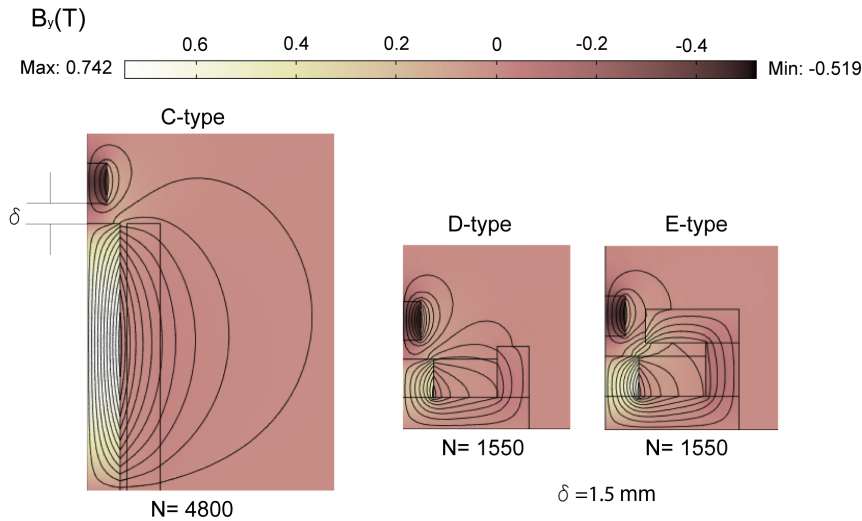 By(T)
0.6 0.4 0.2 0 -0.2 -0.4
Max: 0.742 Min: -0.519
C-type
δ
D-type E-type
N= 1550 N= 1550
δ =1.5 mm
N= 4800